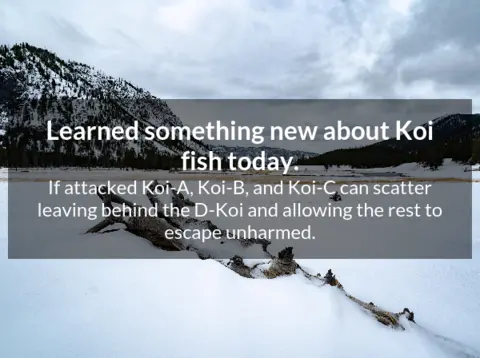 Learned something new about Koi
fish today.
If attacked Koi-A, Koi-B, and Koi-C can scatter
leaving behind the D-Koi and allowing the rest to
escape unharmed.